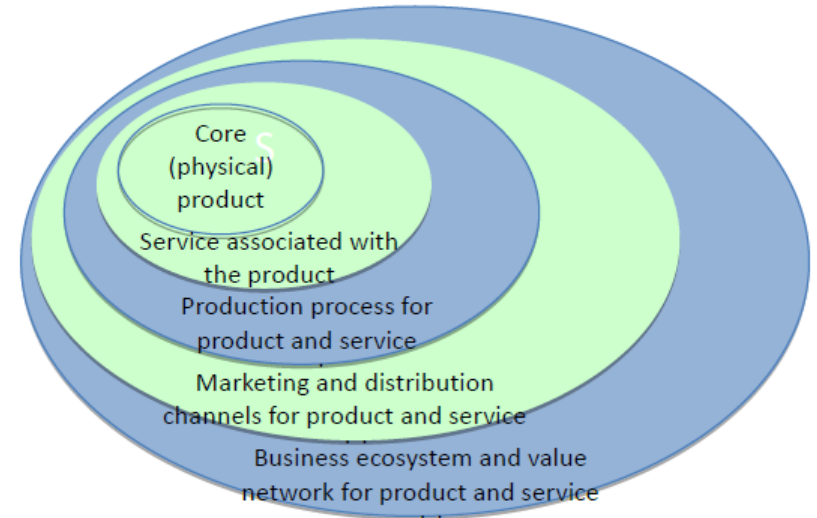 Core
(physical)
product
S
Service associated with
the product
Production process for
product and service
Marketing and distribution
channels for product and service
Business ecosystem and value
network for product and service